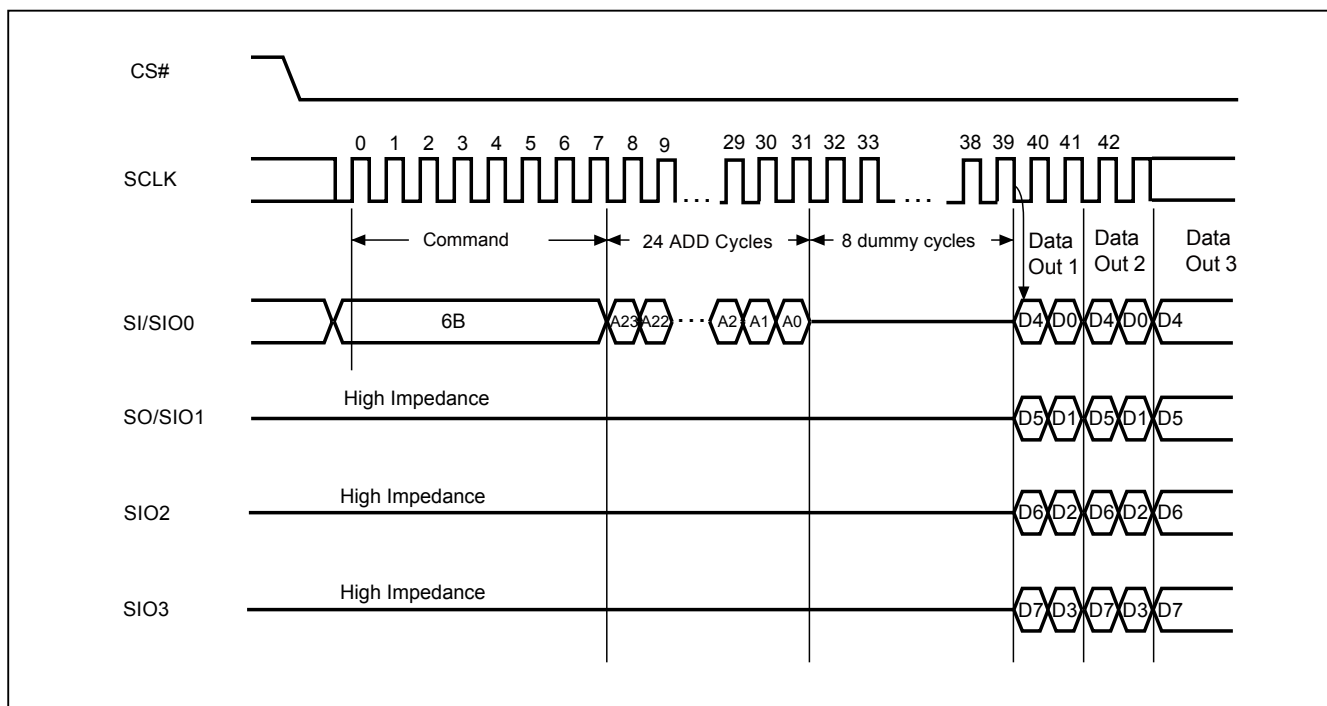 CS#
0 1 2 3 4 5 6 7 8 9 29 30 31 32 33 38 39 40 41 42
SCLK
Command 24 ADD Cycles 8 dummy cycles Data Out 1 Data Out 2 Data Out 3
SI/SIO0 6B A23 A22 A2 A1 A0 D4 D0 D4 D0 D4
High Impedance
SO/SIO1 D5 D1 D5 D1 D5
High Impedance
SIO2 D6 D2 D6 D2 D6
High Impedance
SIO3 D7 D3 D7 D3 D7